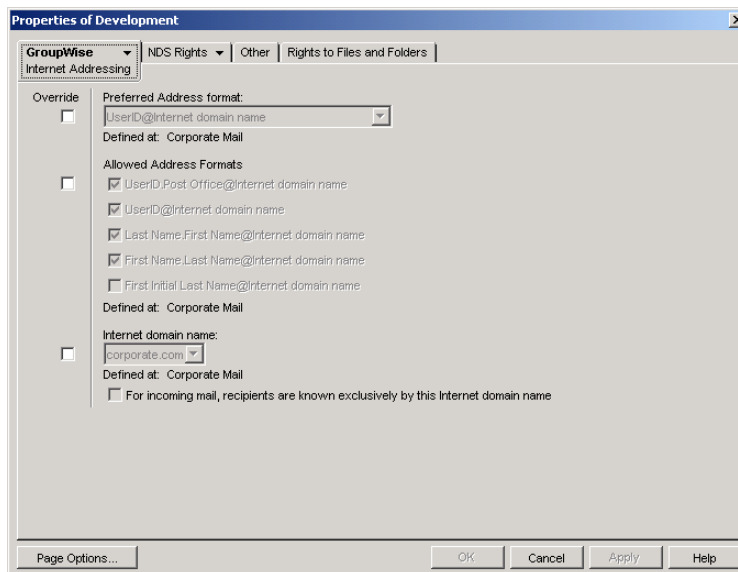 Properties of Development
GroupWise
NDS Rights
Other
Rights to Files and Folders
Internet Addressing
Override
Preferred Address format:
UserID@Internet domain name
Defined at: Corporate Mail
Allowed Address Formats
UserID.Post Office@Internet domain name
UserID@Internet domain name
Last Name.First Name@Internet domain name
First Name.Last Name@Internet domain name
First Initial Last Name@Internet domain name
Defined at: Corporate Mail
Internet domain name:
corporate.com
Defined at: Corporate Mail
For incoming mail, recipients are known exclusively by this Internet domain name
Page Options...
OK
Cancel
Apply
Help